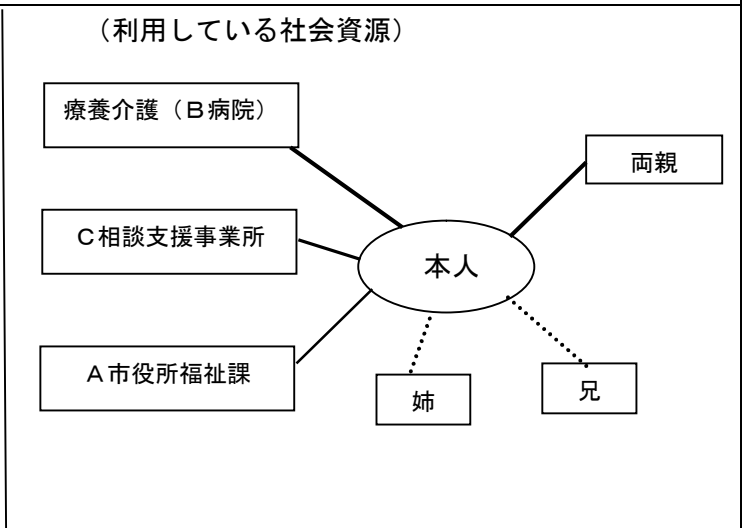 （利用している社会資源）
療養介護（Ｂ病院）
両親
Ｃ相談支援事業所
本人
Ａ市役所福祉課
姉
兄